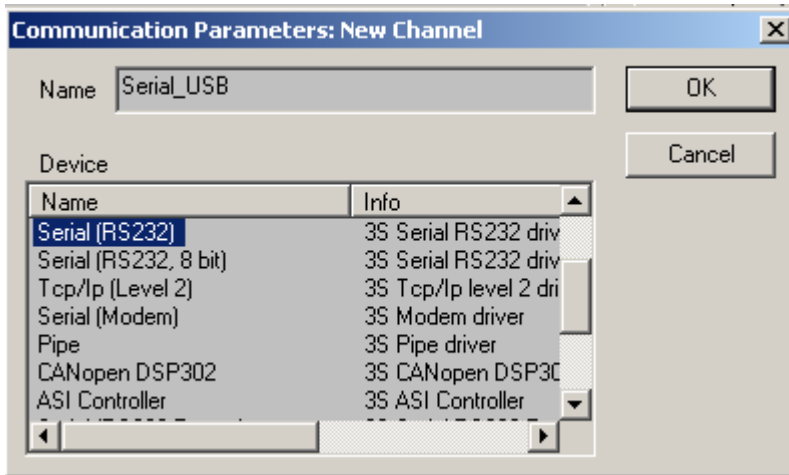 Communication Parameters: New Channel
Name Serial_USB OK
Cancel
Device
Name Info
Serial (RS232) 3S Serial RS232 driv
Serial (RS232, 8 bit) 3S Serial RS232 driv
Tcp/Ip (Level 2) 3S Tcp/Ip level 2 dri
Serial (Modem) 3S Modem driver
Pipe 3S Pipe driver
CANopen DSP302 3S CANopen DSP30
ASI Controller 3S ASI Controller